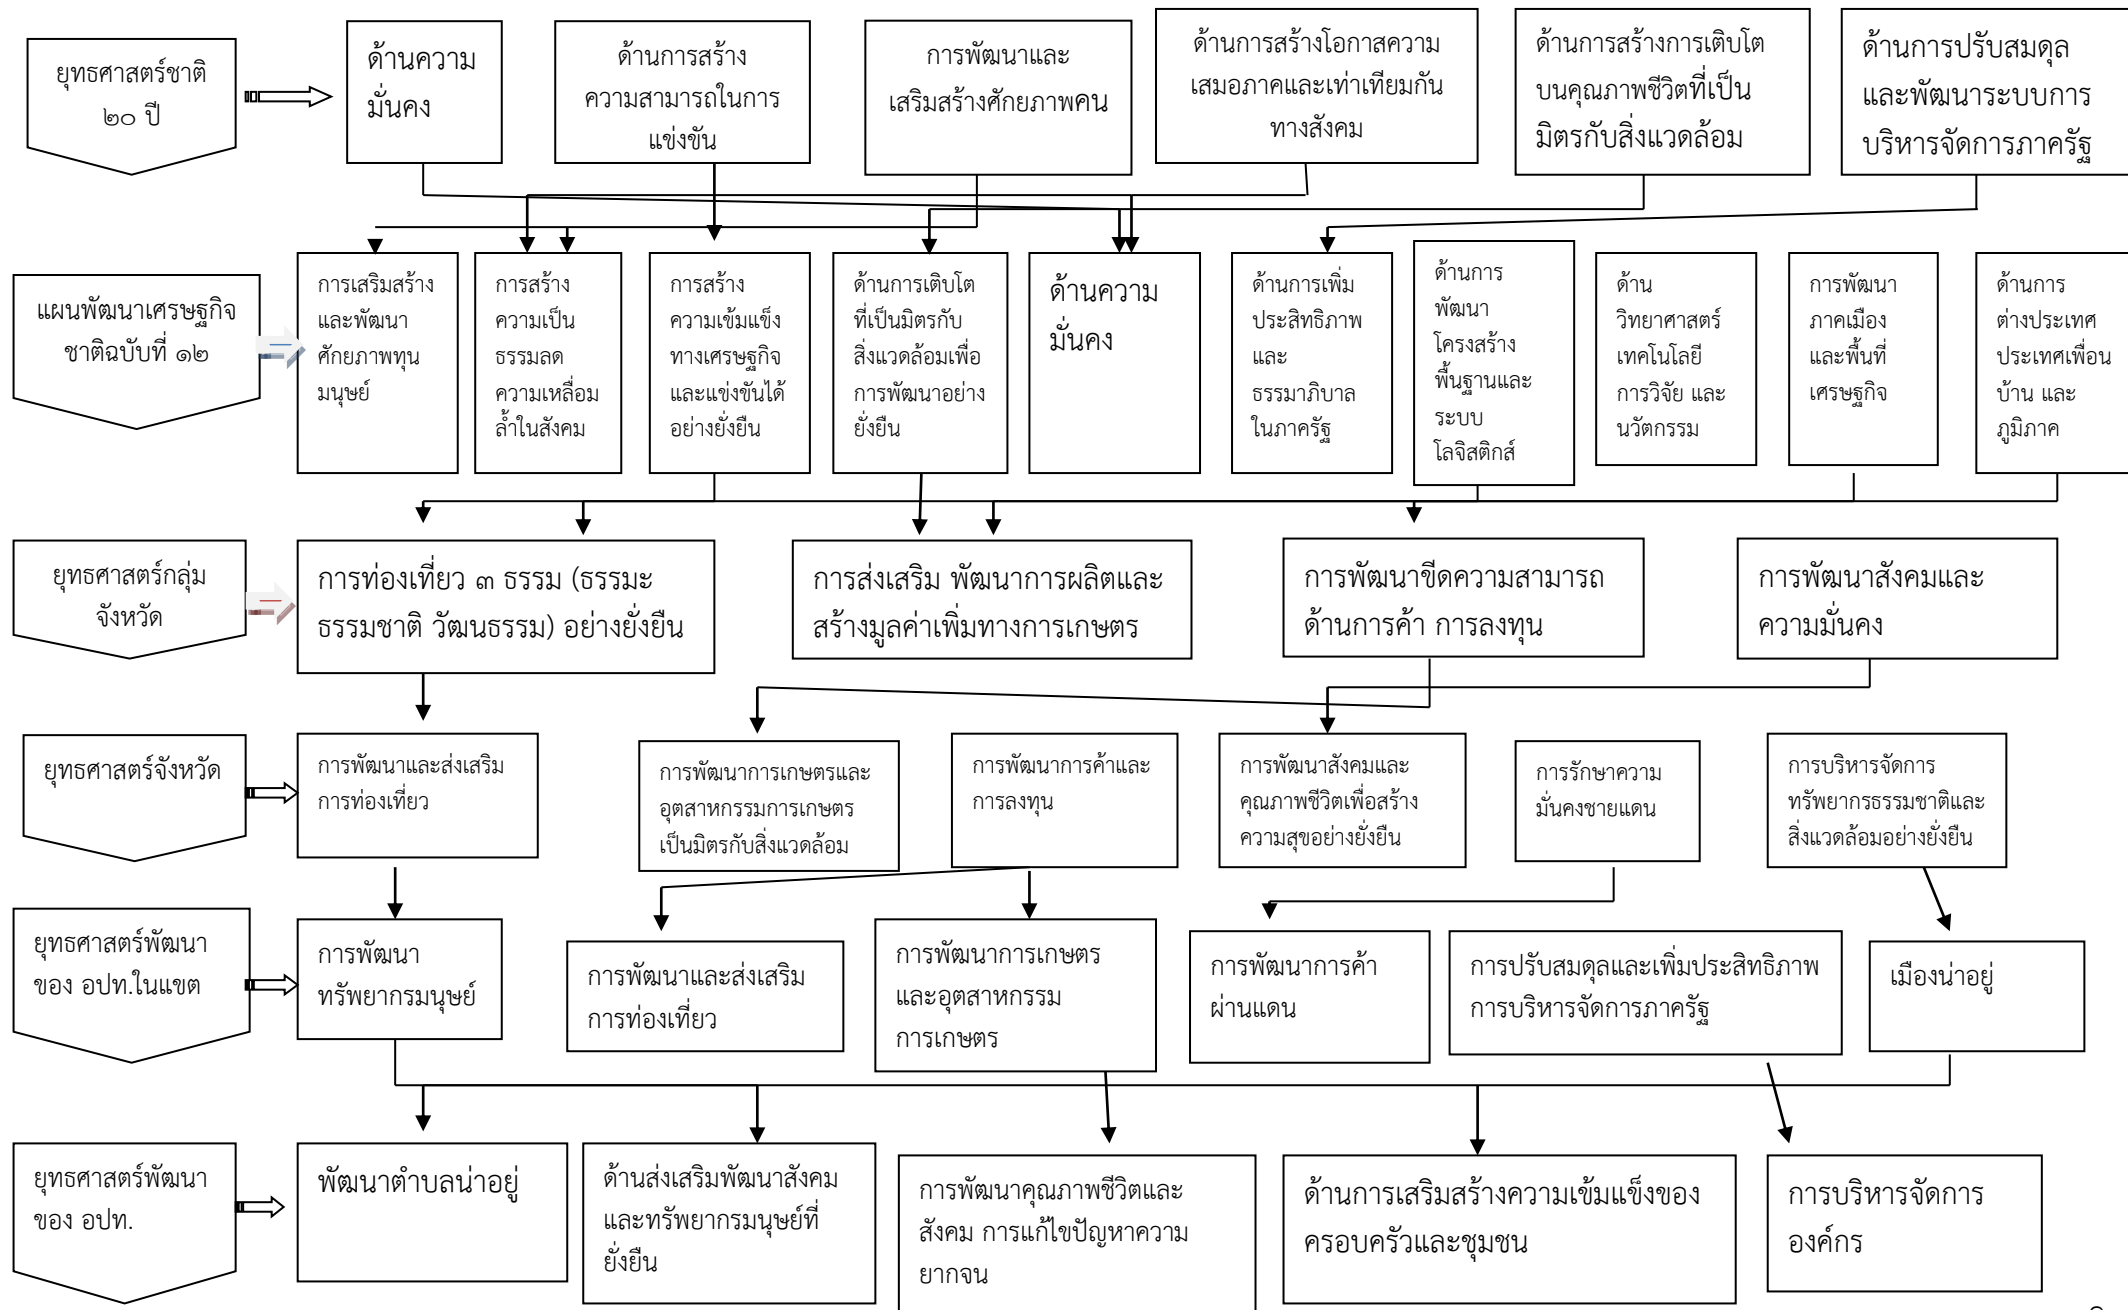 ยุทธศาสตร์ชาติ
๒๐ ปี
ด้านความ
มั่นคง
ด้านการสร้าง
ความสามารถในการ
แข่งขัน
การพัฒนาและ
เสริมสร้างศักยภาพคน
ด้านการสร้างโอกาสความ
เสมอภาคและเท่าเทียมกัน
ทางสังคม
ด้านการสร้างการเติบโต
บนคุณภาพชีวิตที่เป็น
มิตรกับสิ่งแวดล้อม
ด้านการปรับสมดุล
และพัฒนาระบบการ
บริหารจัดการภาครัฐ
แผนพัฒนาเศรษฐกิจ
ชาติฉบับที่ ๑๒
การเสริมสร้าง
และพัฒนา
ศักยภาพทุน
มนุษย์
การสร้าง
ความเป็น
ธรรมลด
ความเหลื่อม
ล้ำในสังคม
การสร้าง
ความเข้มแข็ง
ทางเศรษฐกิจ
และแข่งขันได้
อย่างยั่งยืน
ด้านการเติบโต
ที่เป็นมิตรกับ
สิ่งแวดล้อมเพื่อ
การพัฒนาอย่าง
ยั่งยืน
ด้านความ
มั่นคง
ด้านการเพิ่ม
ประสิทธิภาพ
และ
ธรรมาภิบาล
ในภาครัฐ
ด้านการ
พัฒนา
โครงสร้าง
พื้นฐานและ
ระบบ
โลจิสติกส์
ด้าน
วิทยาศาสตร์
เทคโนโลยี
การวิจัย และ
นวัตกรรม
การพัฒนา
ภาคเมือง
และพื้นที่
เศรษฐกิจ
ด้านการ
ต่างประเทศ
ประเทศเพื่อน
บ้าน และ
ภูมิภาค
ยุทธศาสตร์กลุ่ม
จังหวัด
การท่องเที่ยว ๓ ธรรม (ธรรมะ
ธรรมชาติ วัฒนธรรม) อย่างยั่งยืน
การส่งเสริม พัฒนาการผลิตและ
สร้างมูลค่าเพิ่มทางการเกษตร
การพัฒนาขีดความสามารถ
ด้านการค้า การลงทุน
การพัฒนาสังคมและ
ความมั่นคง
ยุทธศาสตร์จังหวัด
การพัฒนาและส่งเสริม
การท่องเที่ยว
การพัฒนาการเกษตรและ
อุตสาหกรรมการเกษตร
เป็นมิตรกับสิ่งแวดล้อม
การพัฒนาการค้าและ
การลงทุน
การพัฒนาสังคมและ
คุณภาพชีวิตเพื่อสร้าง
ความสุขอย่างยั่งยืน
การรักษาความ
มั่นคงชายแดน
การบริหารจัดการ
ทรัพยากรธรรมชาติและ
สิ่งแวดล้อมอย่างยั่งยืน
ยุทธศาสตร์พัฒนา
ของ อปท.ในแขต
การพัฒนา
ทรัพยากรมนุษย์
การพัฒนาและส่งเสริม
การท่องเที่ยว
การพัฒนาการเกษตร
และอุตสาหกรรม
การเกษตร
การพัฒนาการค้า
ผ่านแดน
การปรับสมดุลและเพิ่มประสิทธิภาพ
การบริหารจัดการภาครัฐ
เมืองน่าอยู่
ยุทธศาสตร์พัฒนา
ของ อปท.
พัฒนาตำบลน่าอยู่
ด้านส่งเสริมพัฒนาสังคม
และทรัพยากรมนุษย์ที่
ยั่งยืน
การพัฒนาคุณภาพชีวิตและ
สังคม การแก้ไขปัญหาความ
ยากจน
ด้านการเสริมสร้างความเข้มแข็งของ
ครอบครัวและชุมชน
การบริหารจัดการ
องค์กร